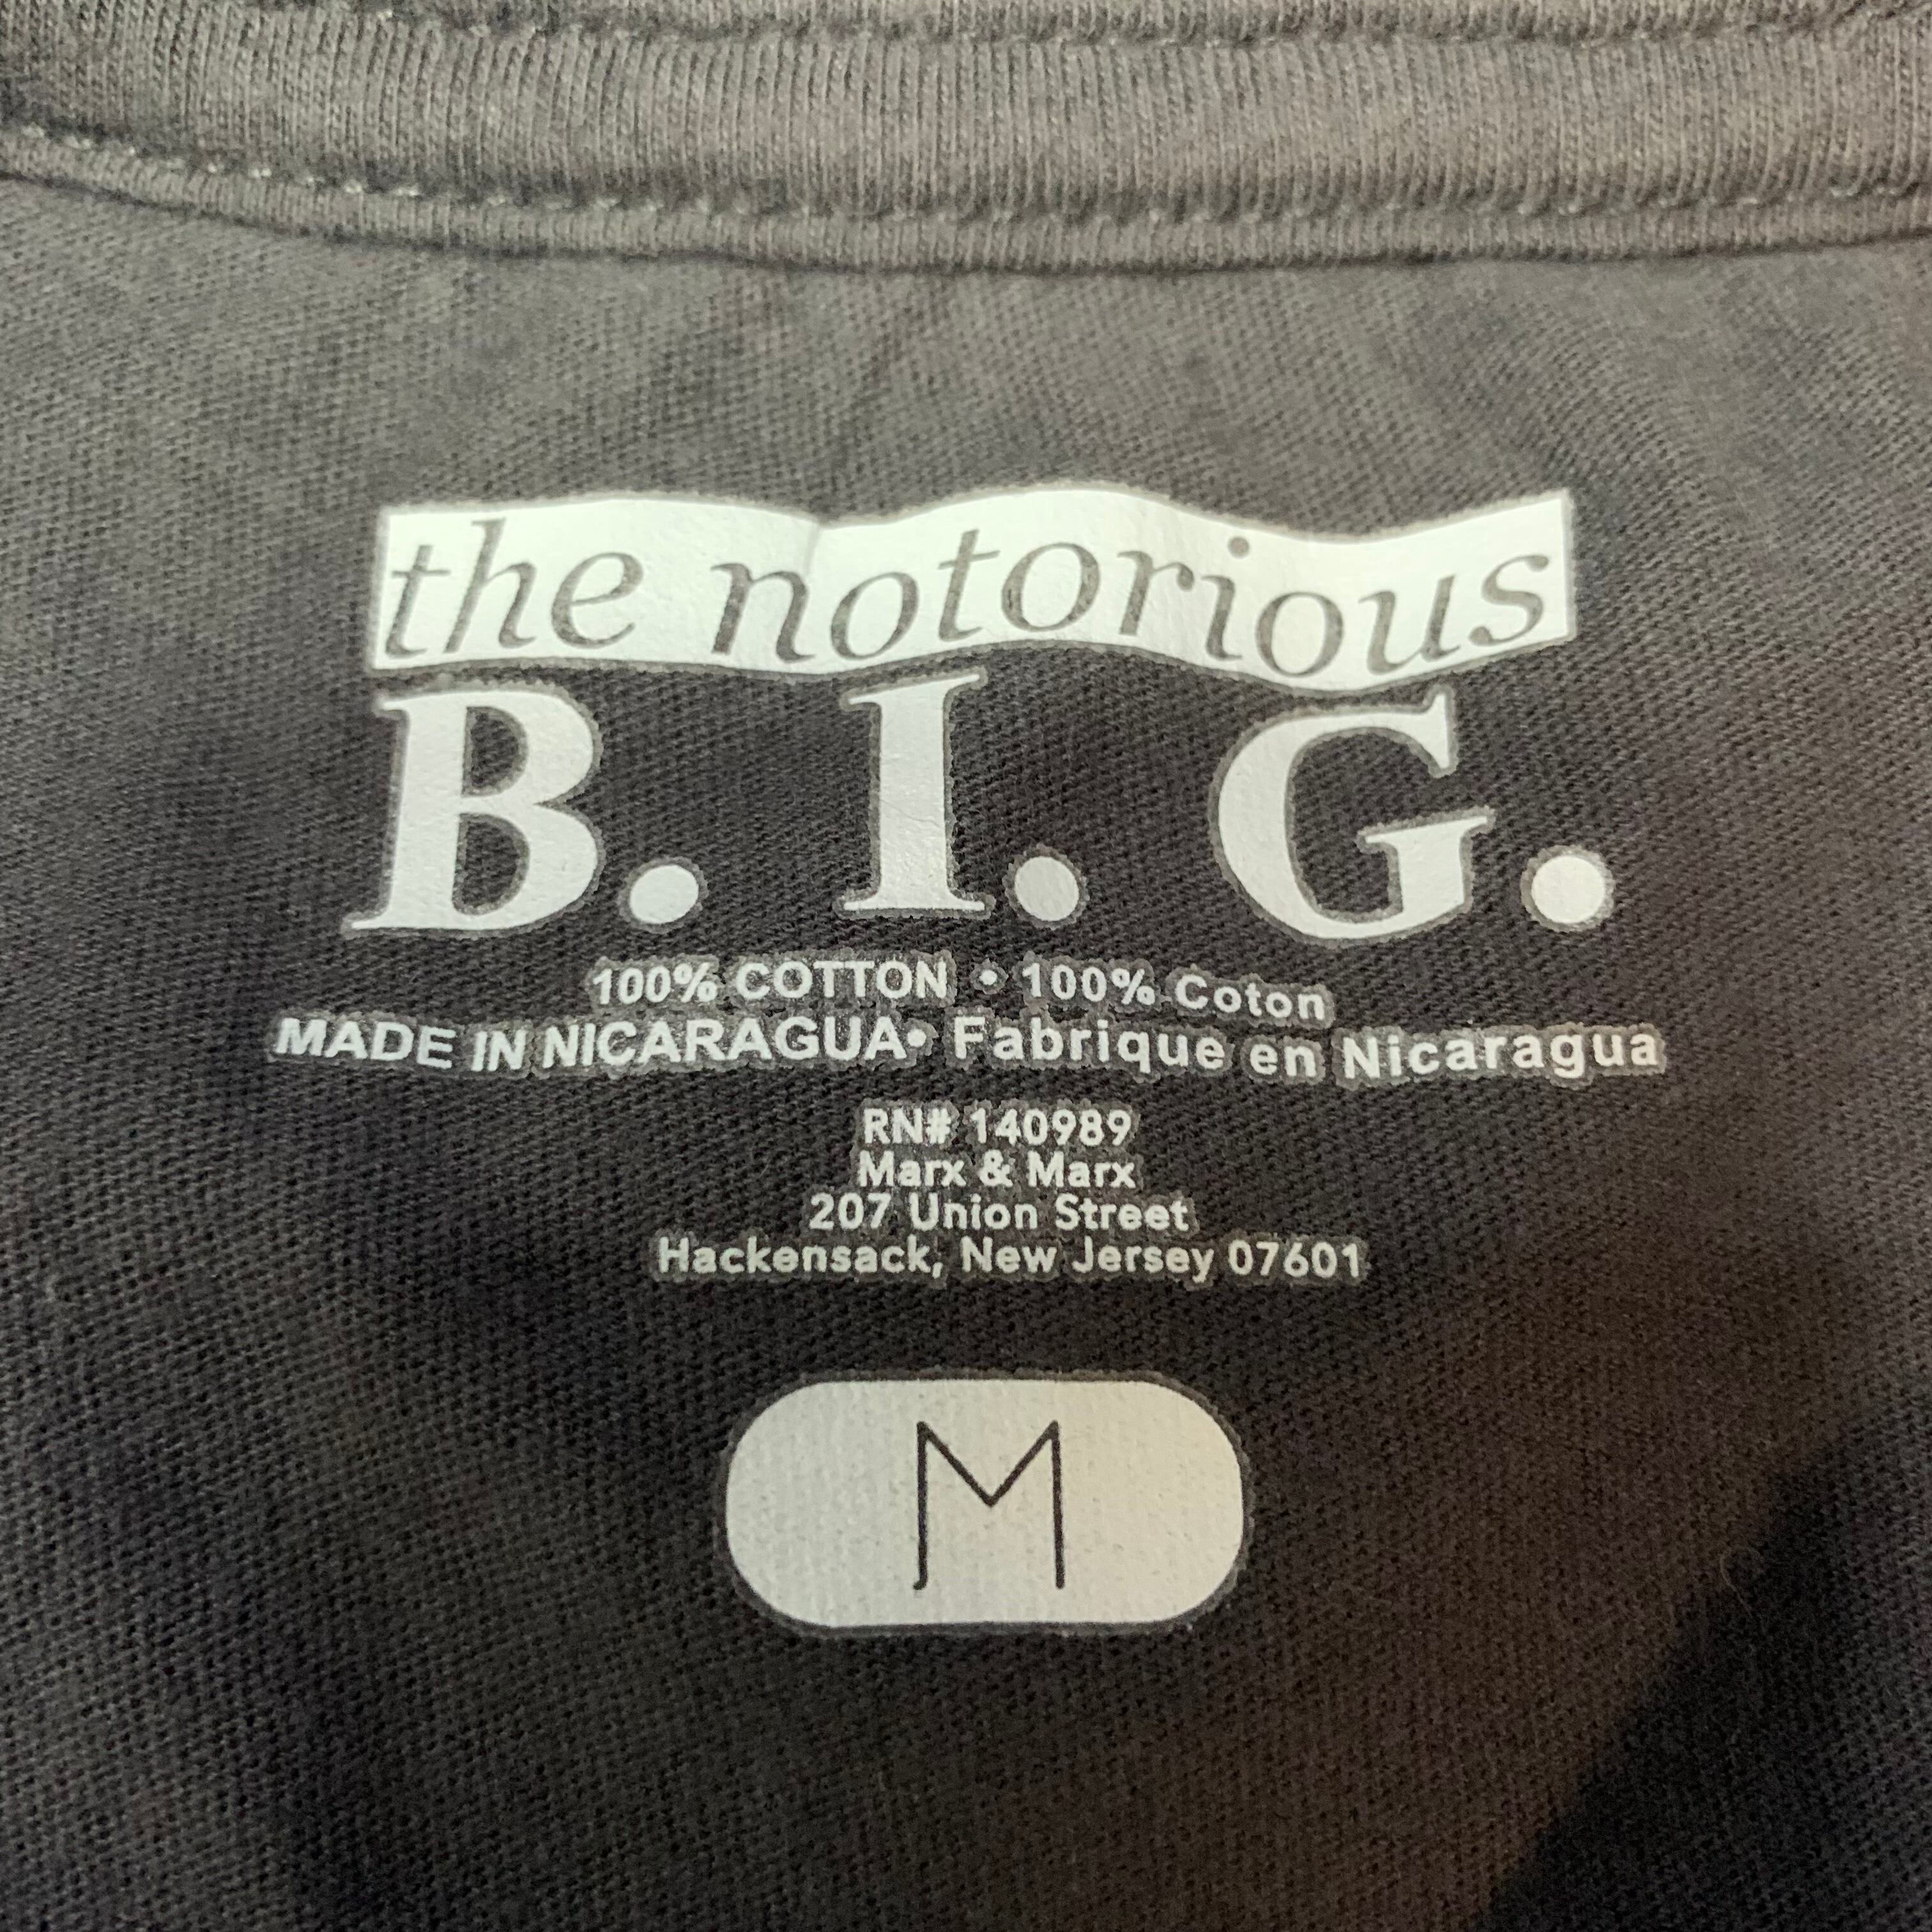 the notorious
B. I. G.
100% COTTON • 100% Coton
MADE IN NICARAGUA• Fabrique en Nicaragua
RN# 140989
Marx & Marx
207 Union Street
Hackensack, New Jersey 07601
M